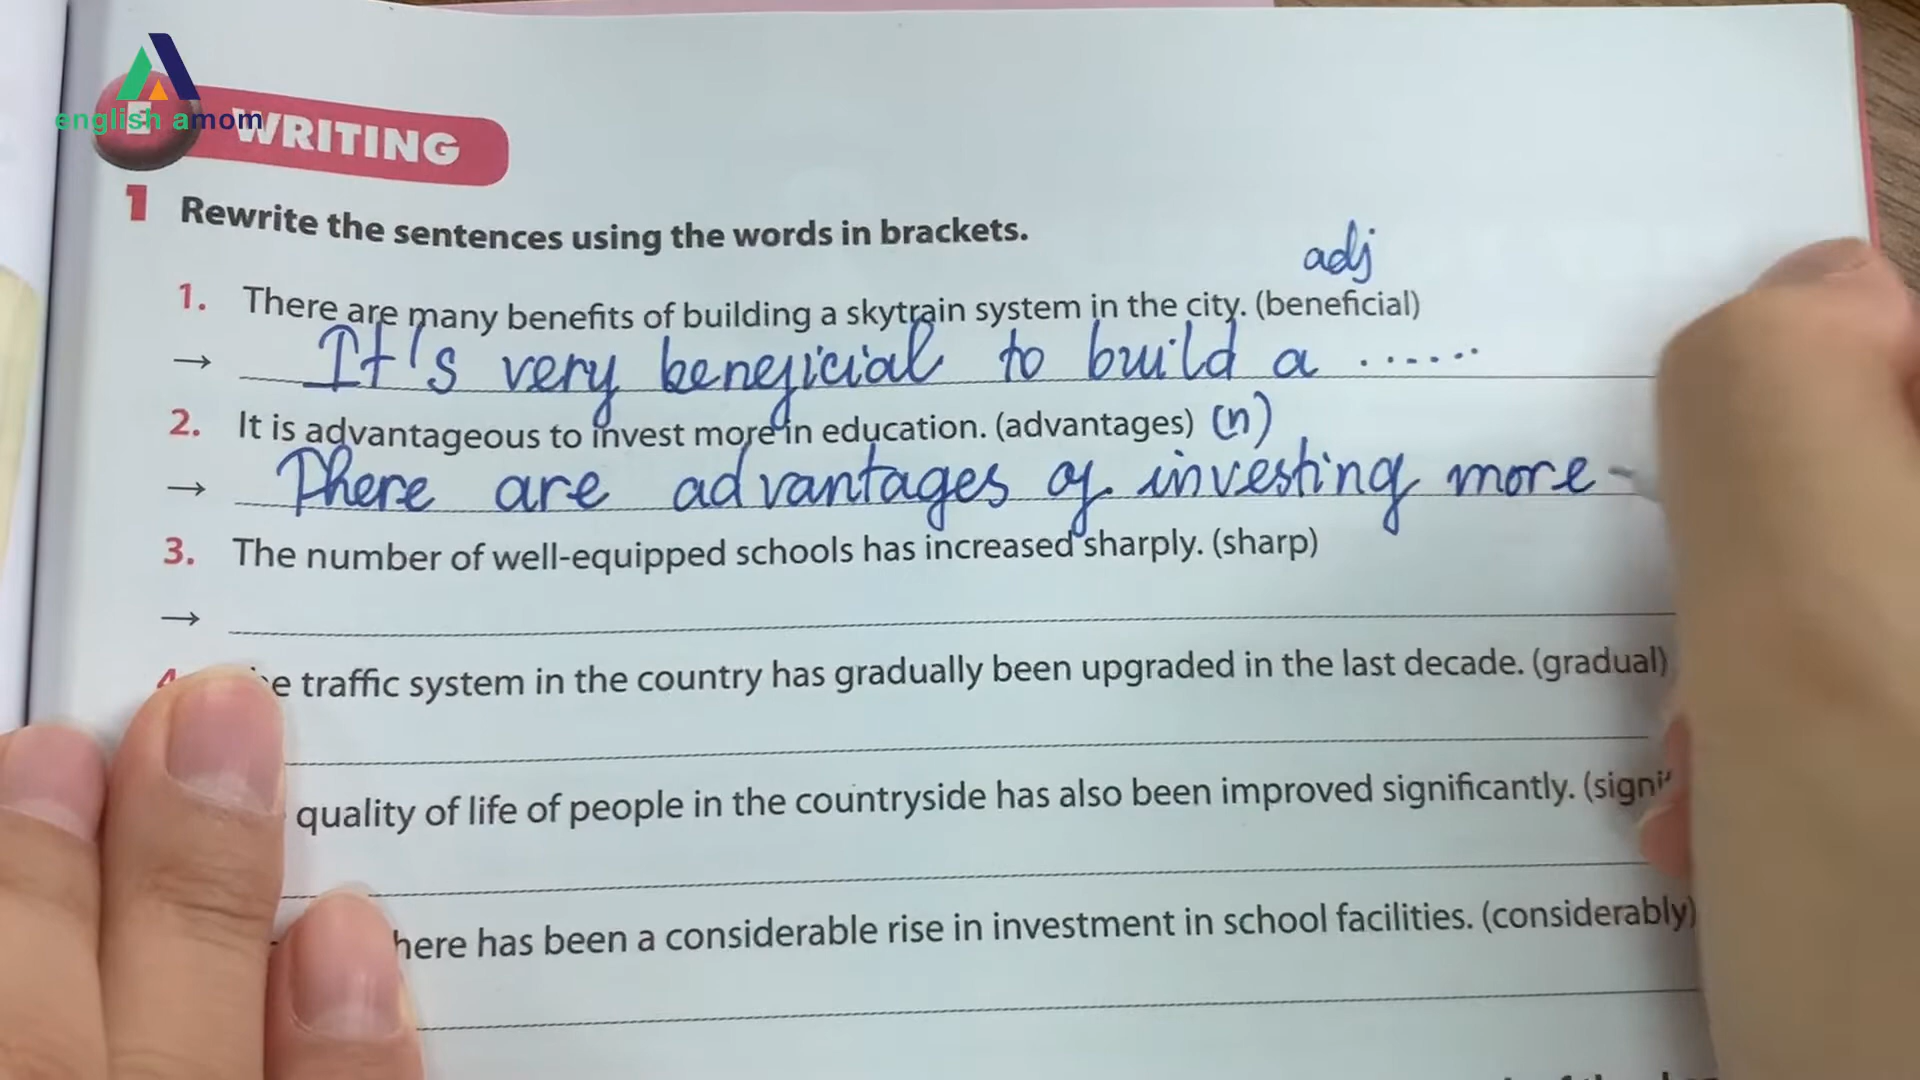 english amom
E WRITING
1 Rewrite the sentences using the words in brackets.
adj
1. There are many benefits of building a skytrain system in the city. (beneficial)
→ It's very beneficial to build a ......
2. It is advantageous to invest more in education. (advantages) (n)
→ There are advantages of investing more -
3. The number of well-equipped schools has increased sharply. (sharp)
→
traffic system in the country has gradually been upgraded in the last decade. (gradual)
quality of life of people in the countryside has also been improved significantly.
has been a considerable rise in investment in school facilities. (considerably)